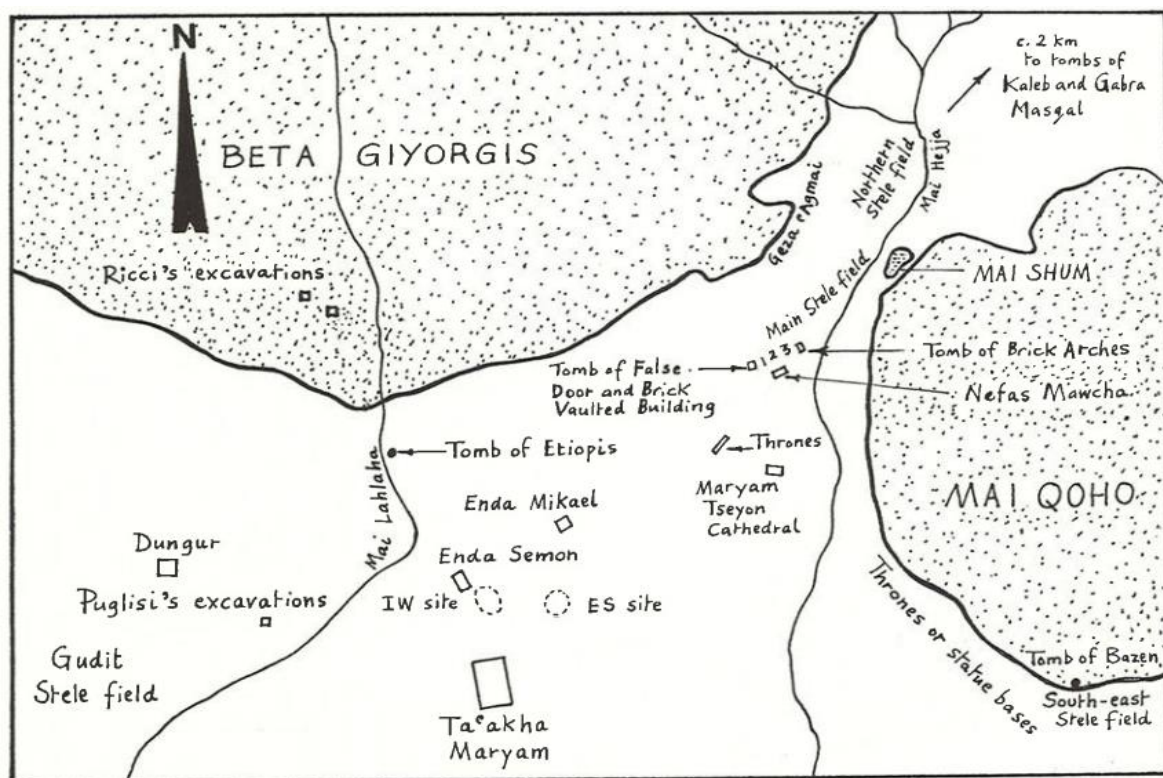 N
c. 2 km
to tombs of
Kaleb and Gabra
Masqal
BETA GIYORGIS
Northern
Stele field
Mai Hejja
Geza ʿAgmai
Ricci's excavations
MAI SHUM
Main Stele field
1 2 3
Tomb of Brick Arches
Tomb of False
Door and Brick
Vaulted Building
Nefas Mawcha
Tomb of Etiopis
Thrones
Mai Lahlaha
Enda Mikael
Maryam
Tseyon
Cathedral
MAI QOHO
Dungur
Enda Semon
Puglisi's excavations
IW site
ES site
Thrones or statue bases
Gudit
Stele field
Tomb of Bazen
South-east
Stele field
Taʿakha
Maryam